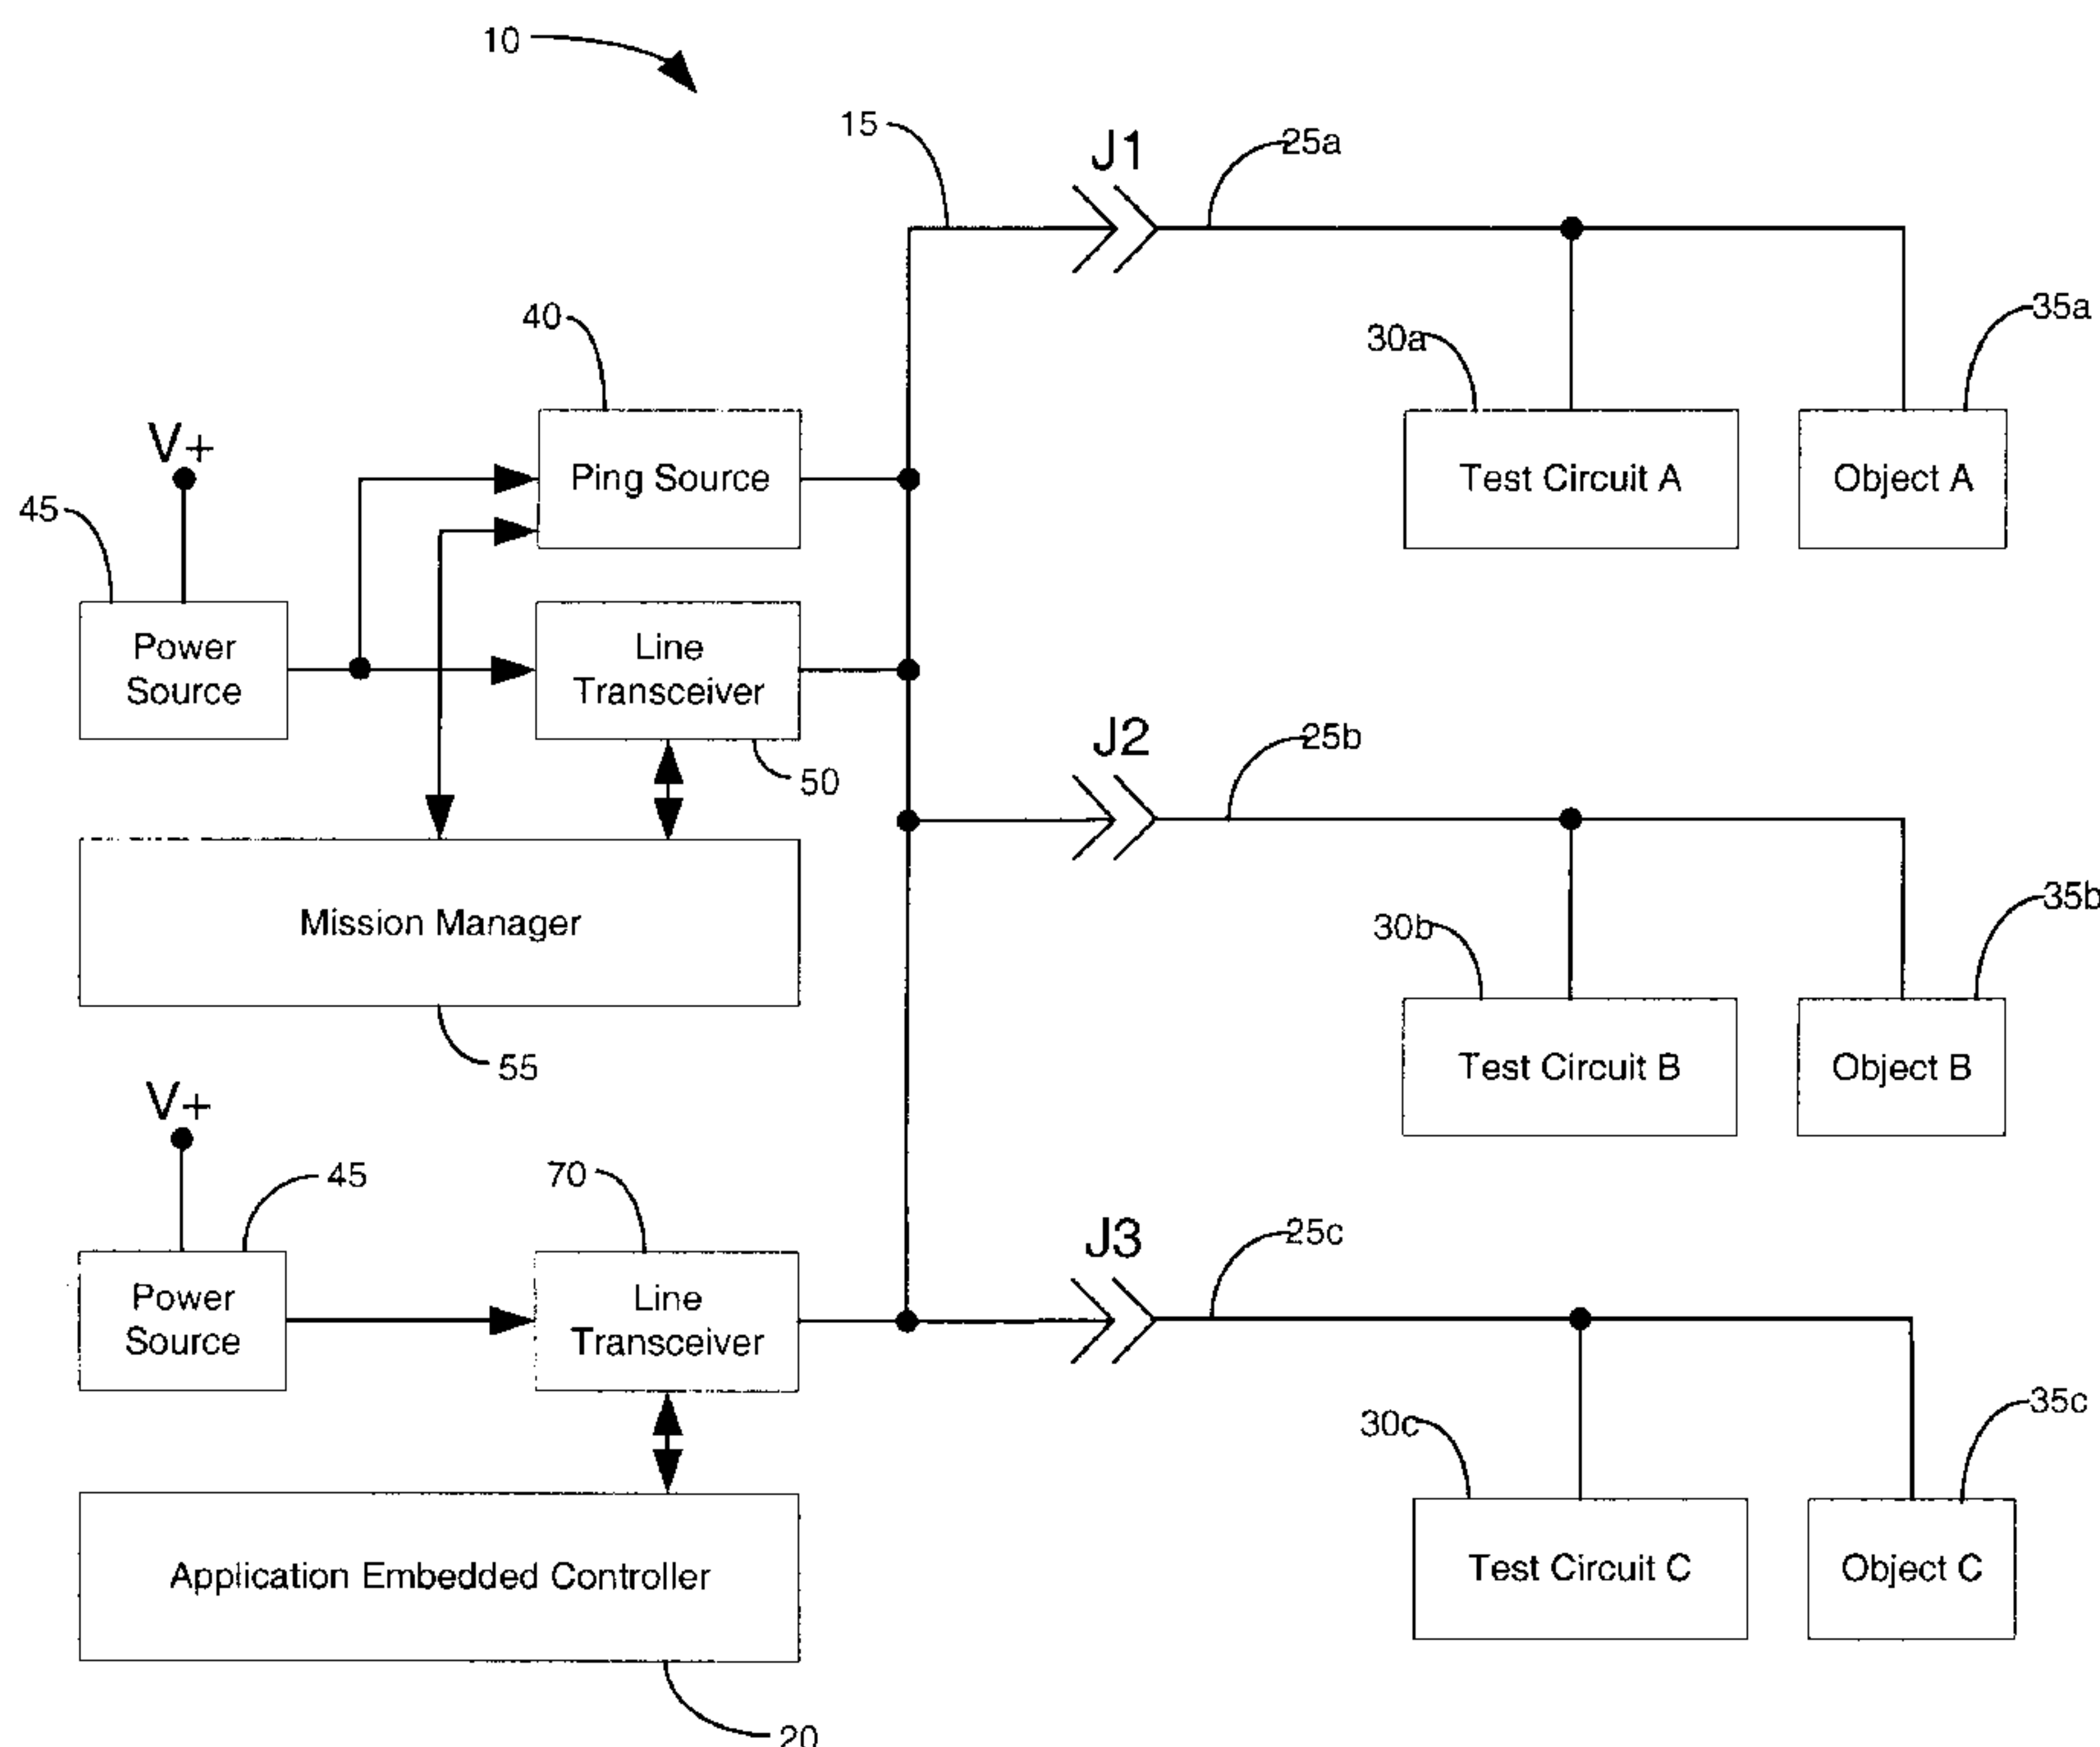 10
15
J1
25a
40
30a
35a
V+
45
Ping Source
Test Circuit A
Object A
Power
Source
Line
Transceiver
50
J2
25b
Mission Manager
30b
35b
55
Test Circuit B
Object B
V+
45
70
J3
25c
Power
Source
Line
Transceiver
30c
35c
Application Embedded Controller
Test Circuit C
Object C
20